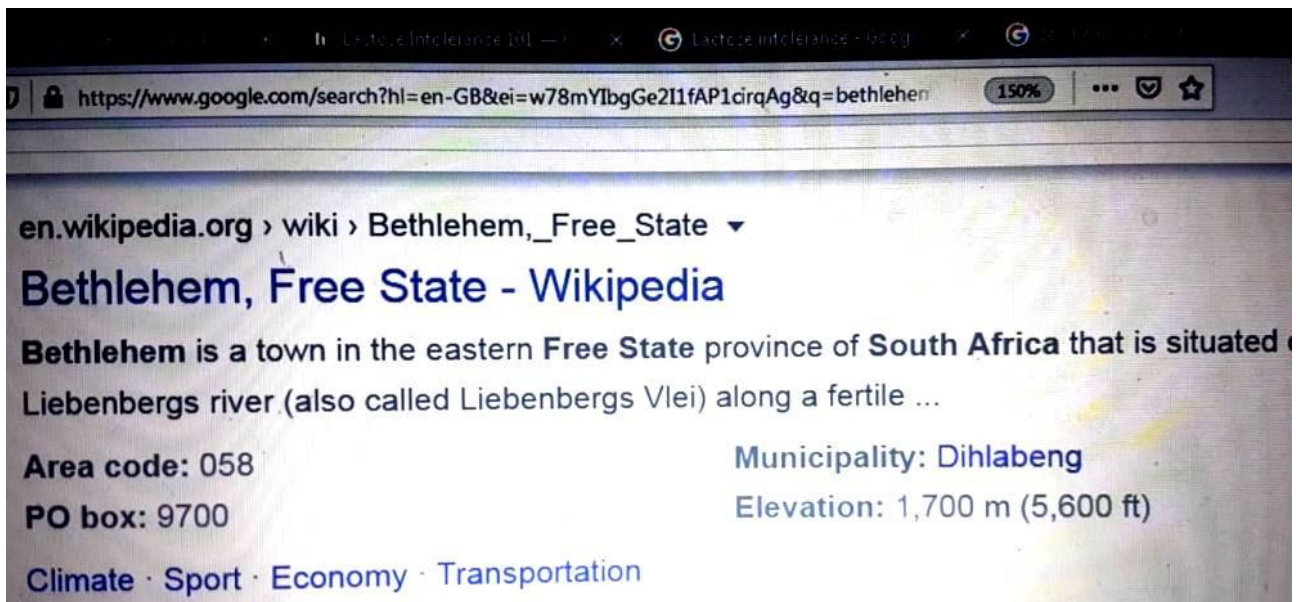 Lactose Intolerance 101 — Lactose intolerance - Goog
https://www.google.com/search?hl=en-GB&ei=w78mYIbgGe2I1fAP1cirqAg&q=bethlehem 150%
en.wikipedia.org › wiki › Bethlehem,_Free_State
Bethlehem, Free State - Wikipedia
Bethlehem is a town in the eastern Free State province of South Africa that is situated
Liebenbergs river (also called Liebenbergs Vlei) along a fertile ...
Area code: 058 Municipality: Dihlabeng
PO box: 9700 Elevation: 1,700 m (5,600 ft)
Climate · Sport · Economy · Transportation